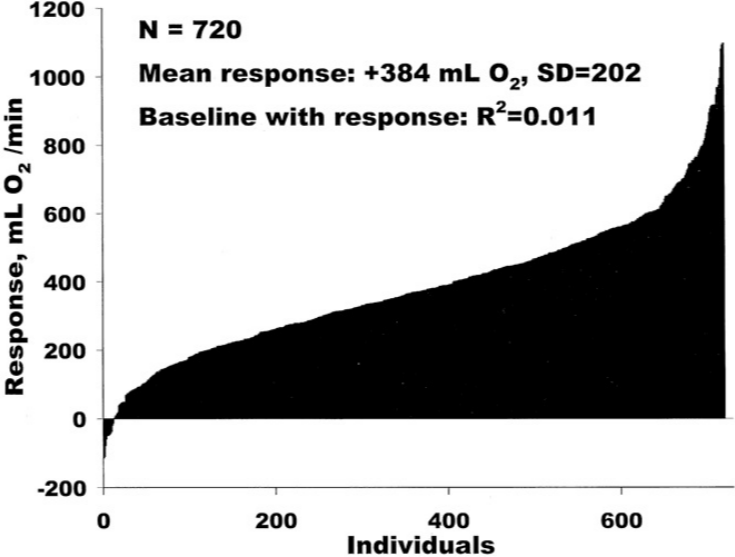 N = 720
Mean response: +384 mL O₂, SD=202
Baseline with response: R²=0.011
Response, mL O₂ /min
1200
1000
800
600
400
200
0
-200
0 200 400 600
Individuals